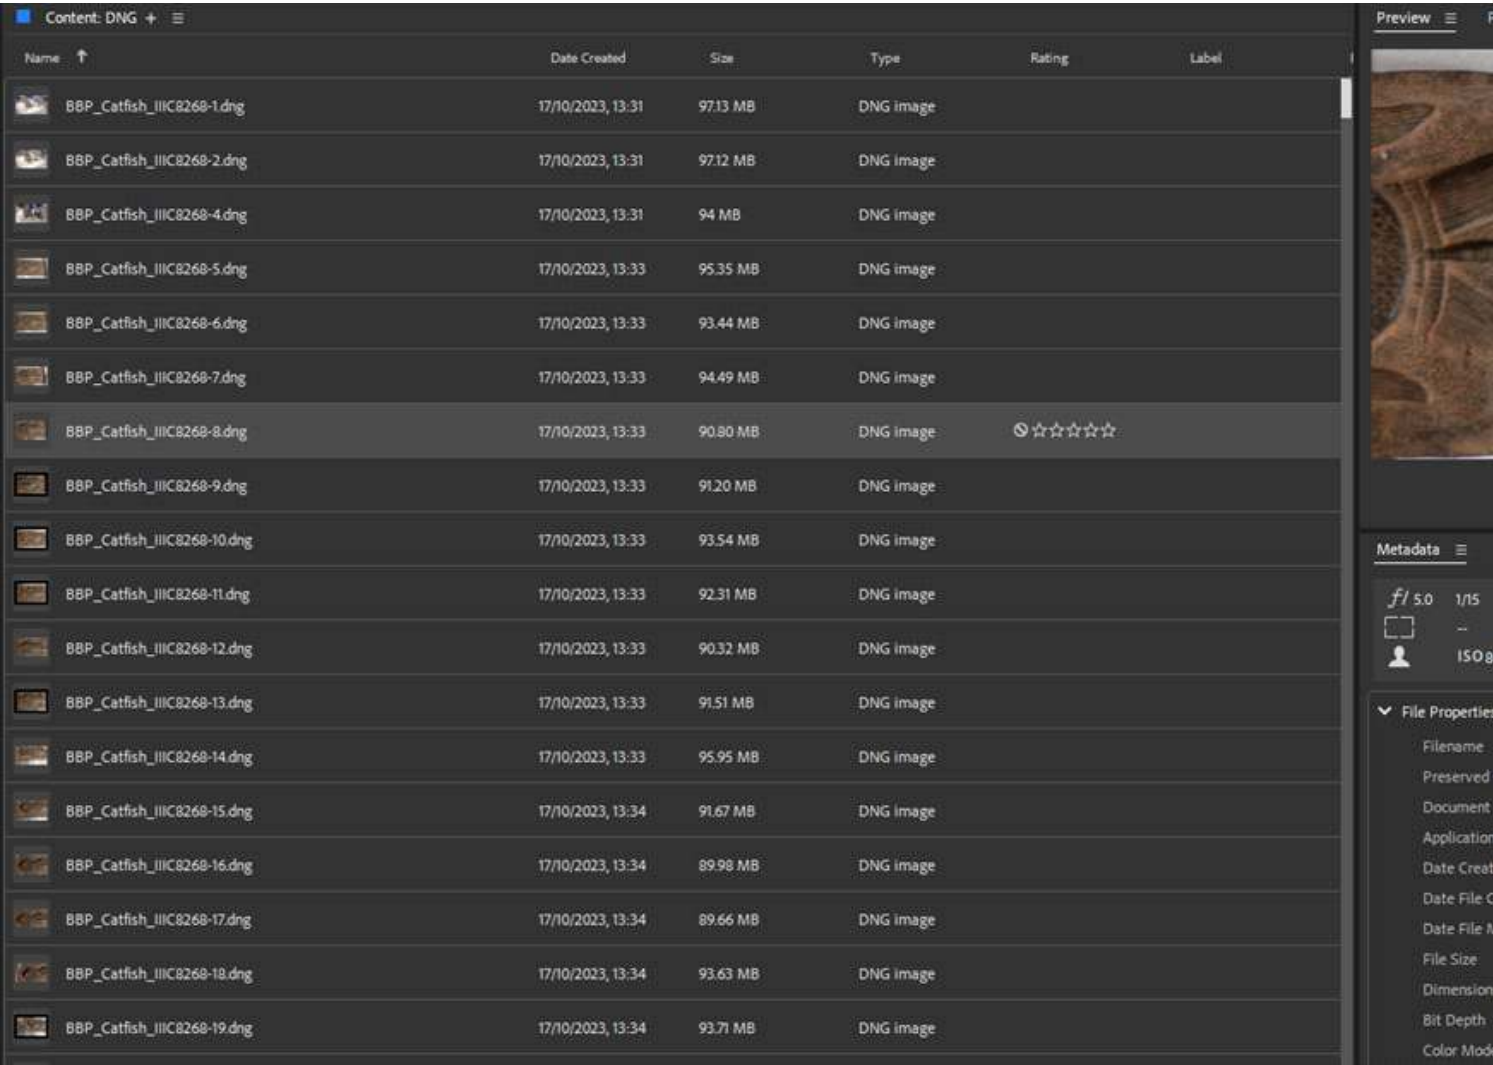 Content: DNG + ≡
Name ↑ Date Created Size Type Rating Label
BBP_Catfish_IIIC8268-1.dng 17/10/2023, 13:31 97.13 MB DNG image
BBP_Catfish_IIIC8268-2.dng 17/10/2023, 13:31 97.12 MB DNG image
BBP_Catfish_IIIC8268-4.dng 17/10/2023, 13:31 94 MB DNG image
BBP_Catfish_IIIC8268-5.dng 17/10/2023, 13:33 95.35 MB DNG image
BBP_Catfish_IIIC8268-6.dng 17/10/2023, 13:33 93.44 MB DNG image
BBP_Catfish_IIIC8268-7.dng 17/10/2023, 13:33 94.49 MB DNG image
BBP_Catfish_IIIC8268-8.dng 17/10/2023, 13:33 90.80 MB DNG image
BBP_Catfish_IIIC8268-9.dng 17/10/2023, 13:33 91.20 MB DNG image
BBP_Catfish_IIIC8268-10.dng 17/10/2023, 13:33 93.54 MB DNG image
BBP_Catfish_IIIC8268-11.dng 17/10/2023, 13:33 92.31 MB DNG image
BBP_Catfish_IIIC8268-12.dng 17/10/2023, 13:33 90.32 MB DNG image
BBP_Catfish_IIIC8268-13.dng 17/10/2023, 13:33 91.51 MB DNG image
BBP_Catfish_IIIC8268-14.dng 17/10/2023, 13:33 95.95 MB DNG image
BBP_Catfish_IIIC8268-15.dng 17/10/2023, 13:34 91.67 MB DNG image
BBP_Catfish_IIIC8268-16.dng 17/10/2023, 13:34 89.98 MB DNG image
BBP_Catfish_IIIC8268-17.dng 17/10/2023, 13:34 89.66 MB DNG image
BBP_Catfish_IIIC8268-18.dng 17/10/2023, 13:34 93.63 MB DNG image
BBP_Catfish_IIIC8268-19.dng 17/10/2023, 13:34 93.71 MB DNG image
Preview
Metadata
f/ 5.0 1/15
--
ISO
File Properties
Filename
Preserved
Document
Application
Date Creat
Date File
Date File
File Size
Dimension
Bit Depth
Color Mod